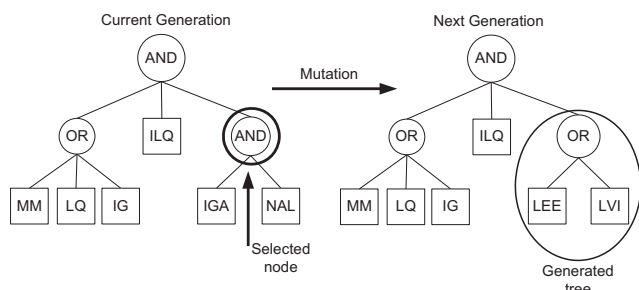 Current Generation
Next Generation
AND
Mutation
AND
OR
ILQ
AND
OR
ILQ
OR
MM
LQ
IG
IGA
NAL
MM
LQ
IG
LEE
LVI
Selected
node
Generated
tree